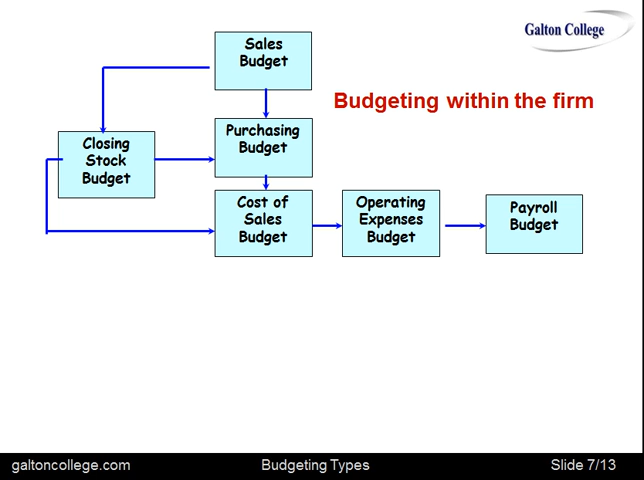 Galton College
Sales
Budget
Budgeting within the firm
Closing
Stock
Budget
Purchasing
Budget
Cost of
Sales
Budget
Operating
Expenses
Budget
Payroll
Budget
galtoncollege.com
Budgeting Types
Slide 7/13